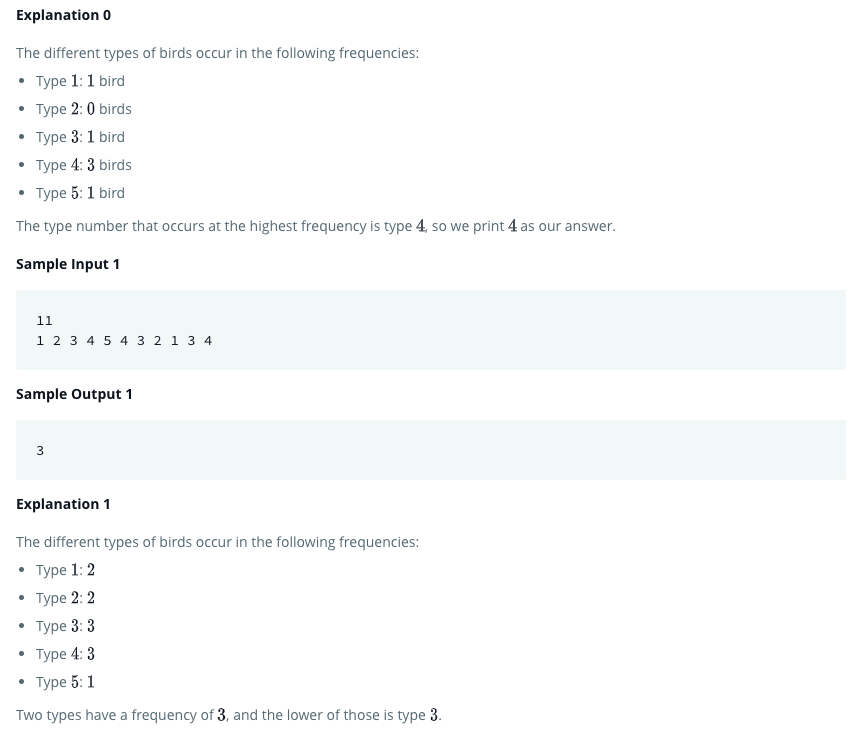 Explanation 0
The different types of birds occur in the following frequencies:
• Type 1: 1 bird
• Type 2: 0 birds
• Type 3: 1 bird
• Type 4: 3 birds
• Type 5: 1 bird
The type number that occurs at the highest frequency is type 4, so we print 4 as our answer.
Sample Input 1
11
1 2 3 4 5 4 3 2 1 3 4
Sample Output 1
3
Explanation 1
The different types of birds occur in the following frequencies:
• Type 1: 2
• Type 2: 2
• Type 3: 3
• Type 4: 3
• Type 5: 1
Two types have a frequency of 3, and the lower of those is type 3.